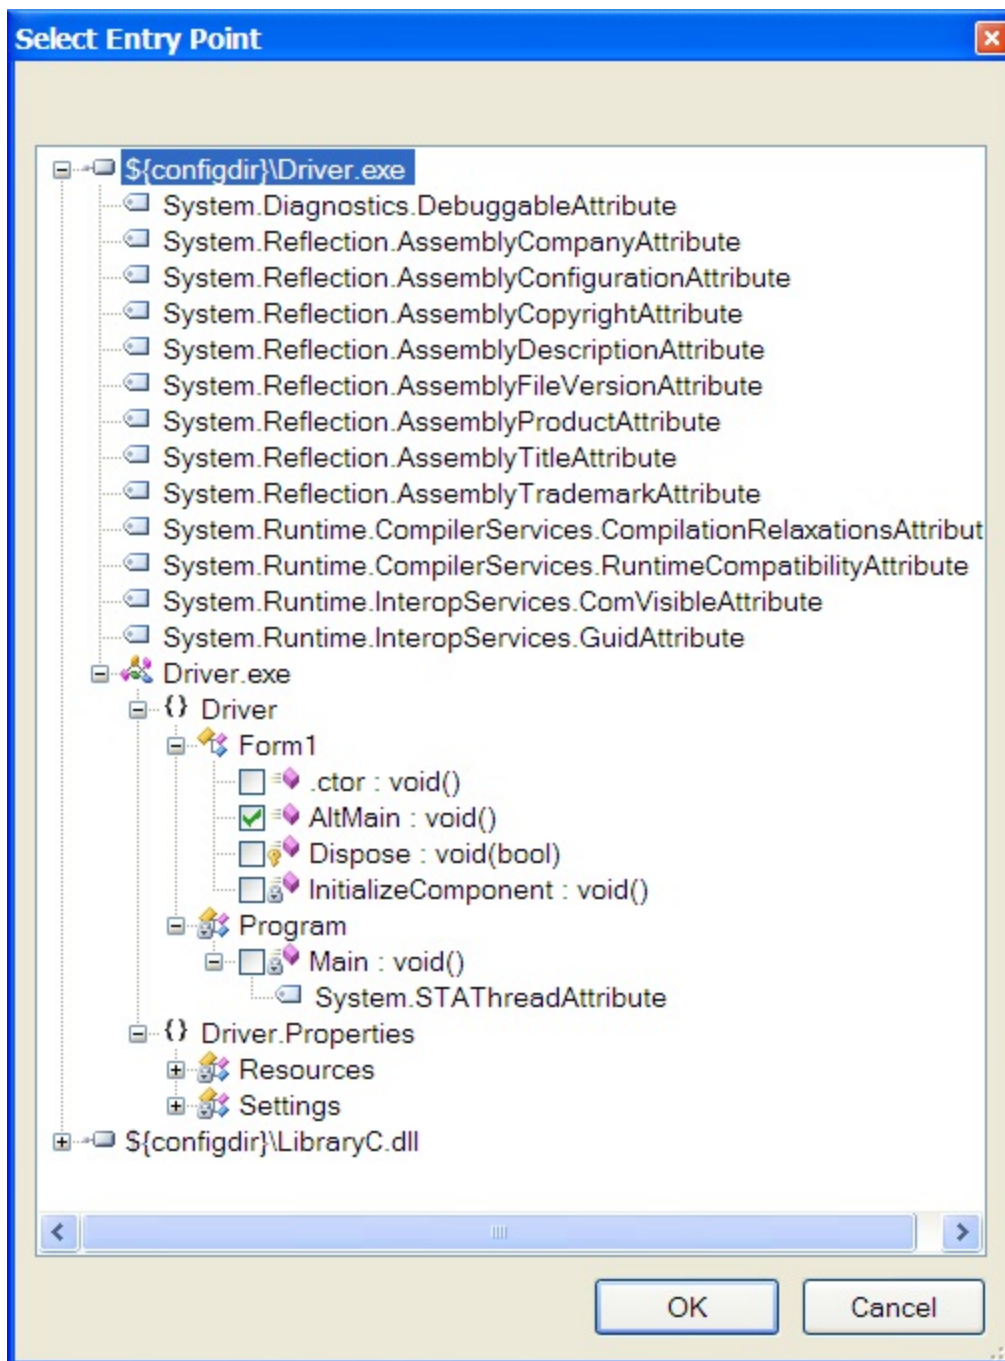 Select Entry Point
${configdir}\Driver.exe
System.Diagnostics.DebuggableAttribute
System.Reflection.AssemblyCompanyAttribute
System.Reflection.AssemblyConfigurationAttribute
System.Reflection.AssemblyCopyrightAttribute
System.Reflection.AssemblyDescriptionAttribute
System.Reflection.AssemblyFileVersionAttribute
System.Reflection.AssemblyProductAttribute
System.Reflection.AssemblyTitleAttribute
System.Reflection.AssemblyTrademarkAttribute
System.Runtime.CompilerServices.CompilationRelaxationsAttribut
System.Runtime.CompilerServices.RuntimeCompatibilityAttribute
System.Runtime.InteropServices.ComVisibleAttribute
System.Runtime.InteropServices.GuidAttribute
Driver.exe
{} Driver
Form1
.ctor : void()
AltMain : void()
Dispose : void(bool)
InitializeComponent : void()
Program
Main : void()
System.STAThreadAttribute
{} Driver.Properties
Resources
Settings
${configdir}\LibraryC.dll
OK Cancel